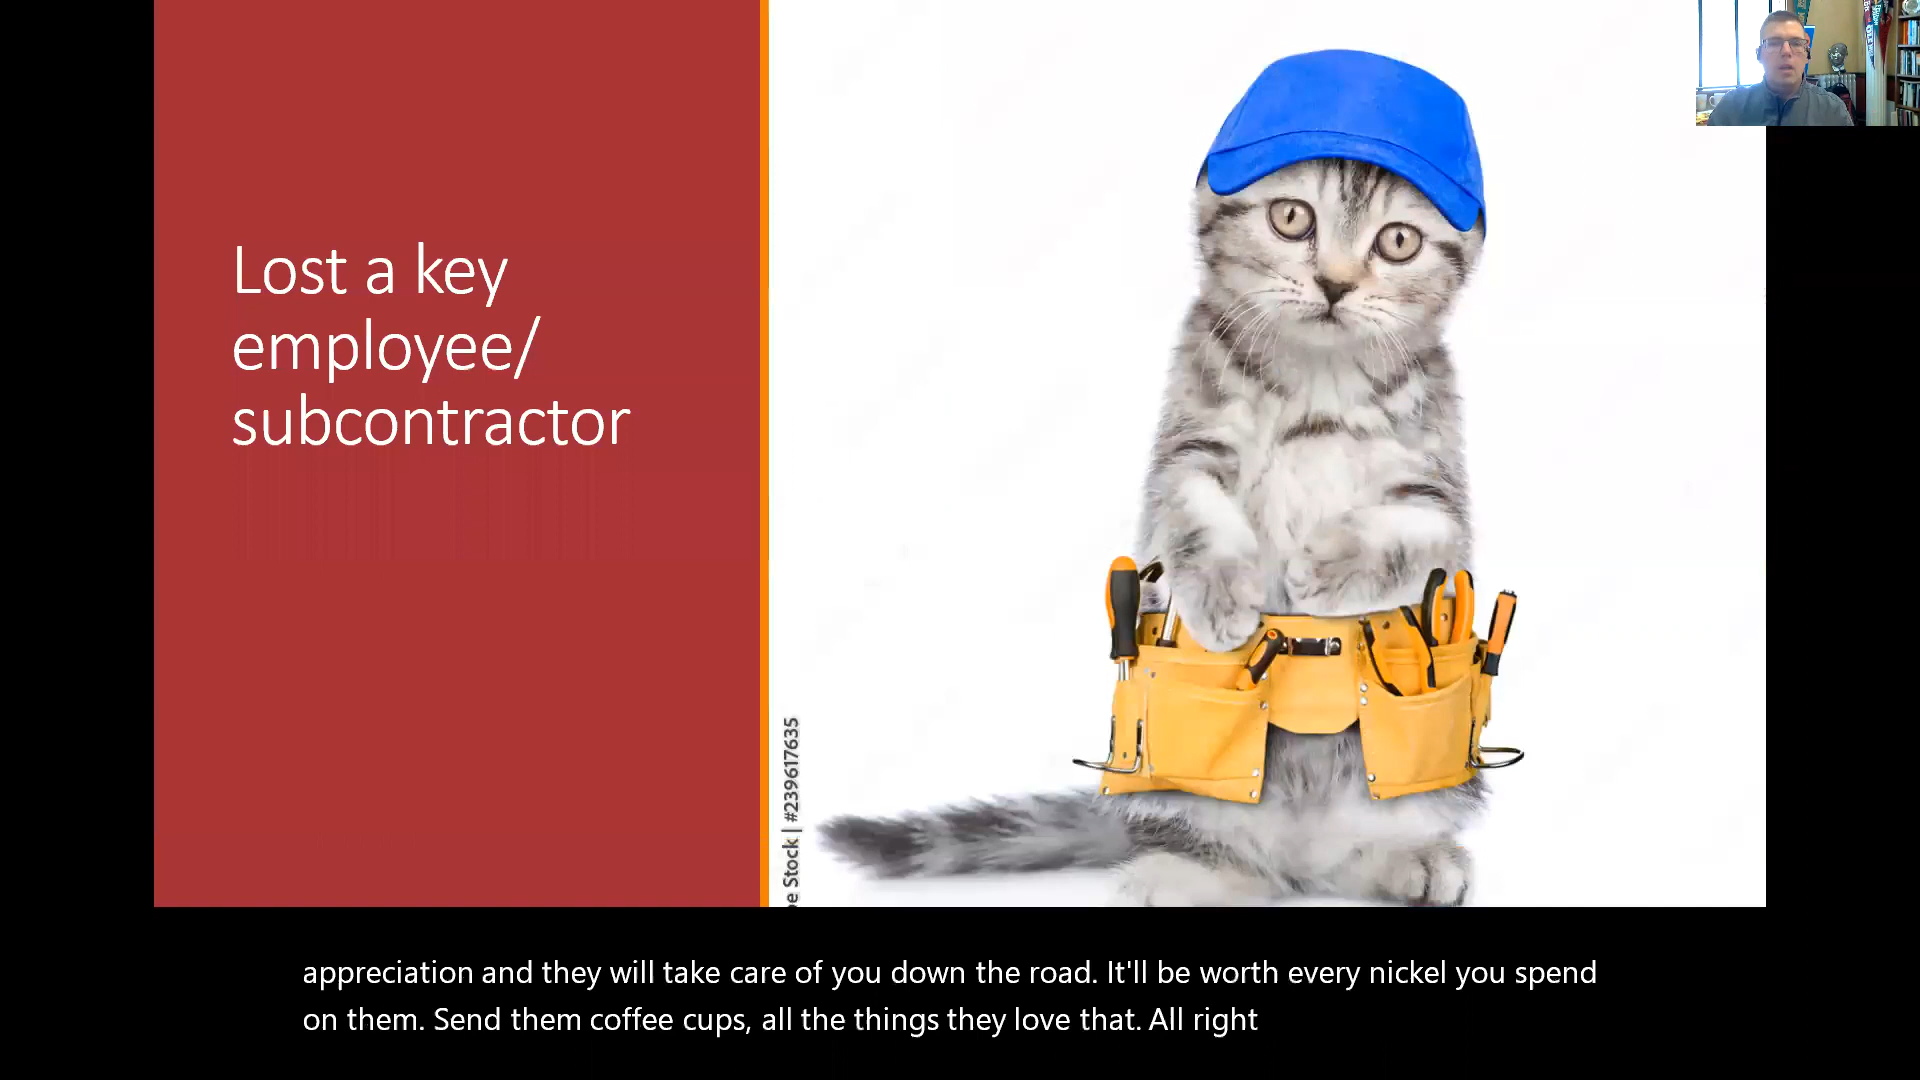 Lost a key
employee/
subcontractor
Stock | #239617635
appreciation and they will take care of you down the road. It'll be worth every nickel you spend
on them. Send them coffee cups, all the things they love that. All right